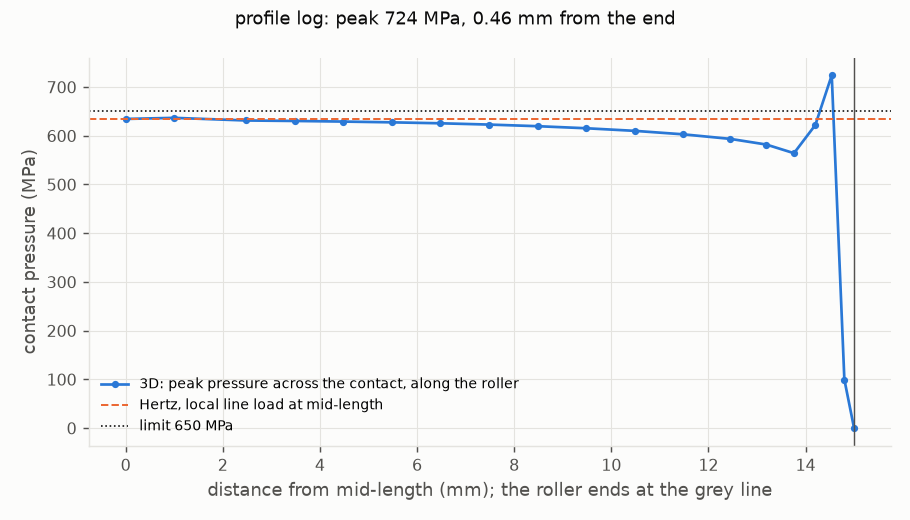 profile log: peak 724 MPa, 0.46 mm from the end
contact pressure (MPa)
700
600
500
400
300
200
100
0
3D: peak pressure across the contact, along the roller
Hertz, local line load at mid-length
limit 650 MPa
0 2 4 6 8 10 12 14
distance from mid-length (mm); the roller ends at the grey line